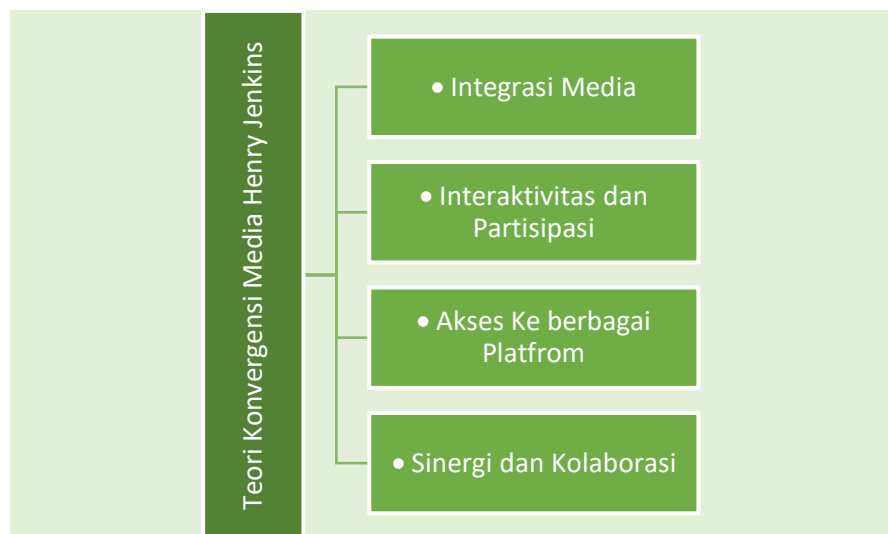 Teori Konvergensi Media Henry Jenkins
• Integrasi Media
• Interaktivitas dan
Partisipasi
• Akses Ke berbagai
Platfrom
• Sinergi dan Kolaborasi